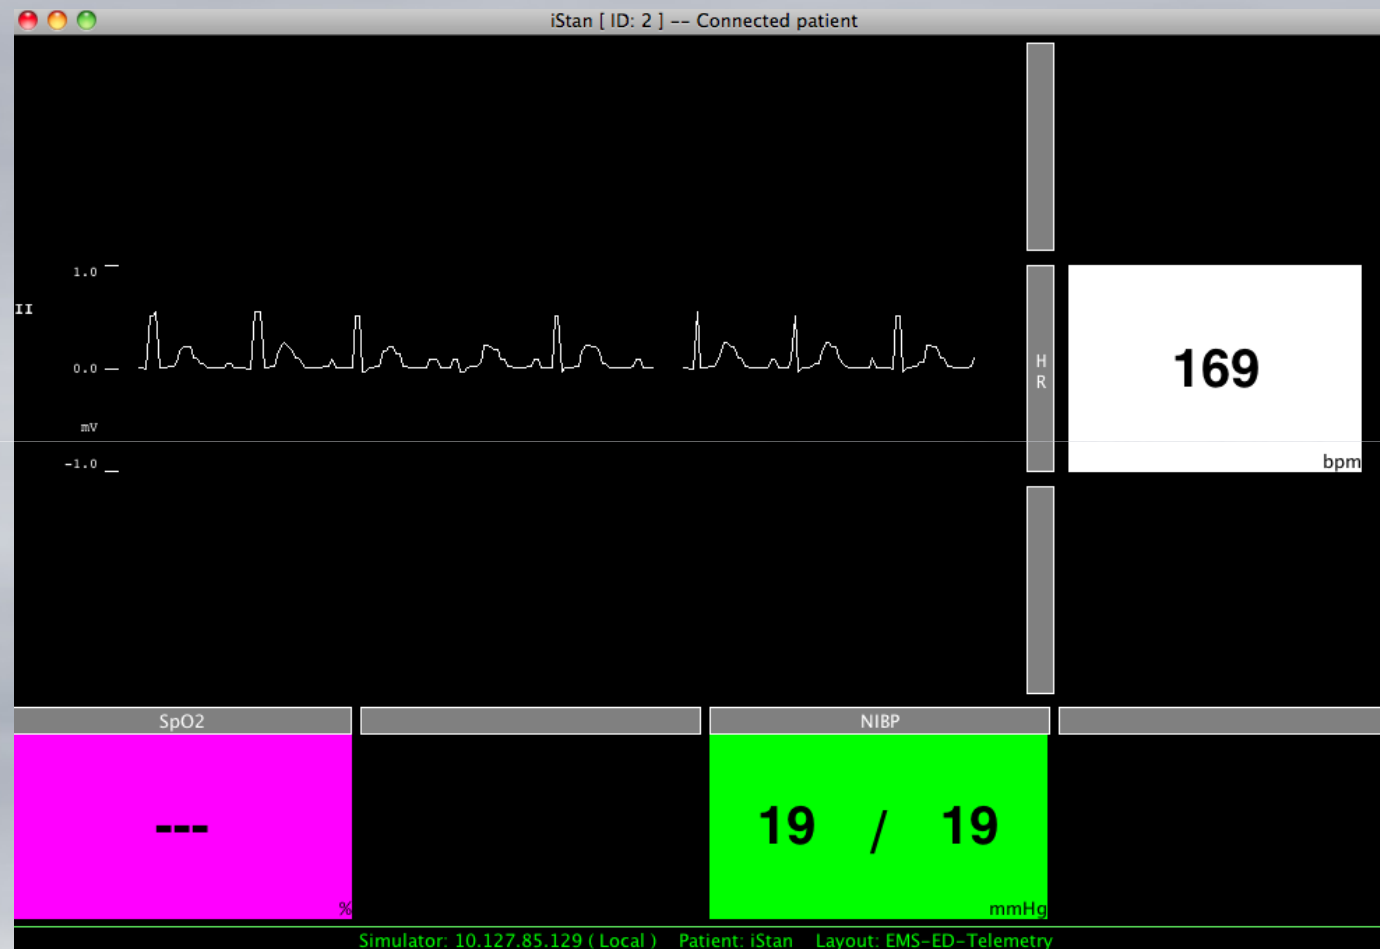 iStan [ ID: 2 ] -- Connected patient
1.0
II
0.0
mV
-1.0
H
R
169
bpm
SpO2
NIBP
---
%
19 / 19
mmHg
Simulator: 10.127.85.129 ( Local ) Patient: iStan Layout: EMS-ED-Telemetry